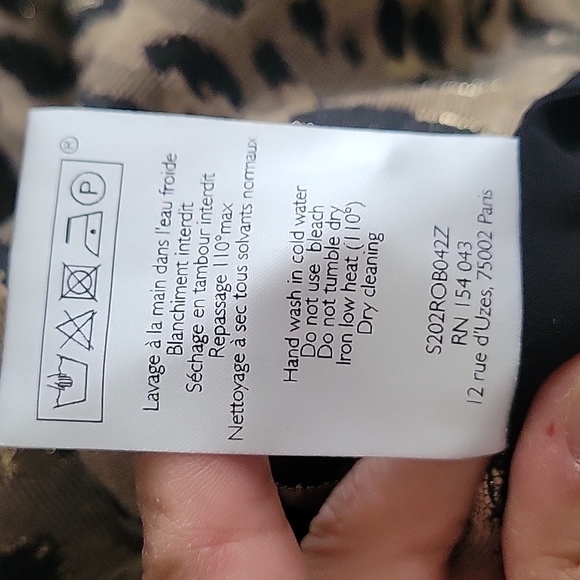 P
®
Lavage à la main dans l'eau froide
Blanchiment interdit
Séchage en tambour interdit
Repassage 110°max
Nettoyage à sec tous solvants normaux
Hand wash in cold water
Do not use bleach
Do not tumble dry
Iron low heat (110°)
Dry cleaning
S202ROB042Z
RN 154 043
12 rue d'Uzes, 75002 Paris